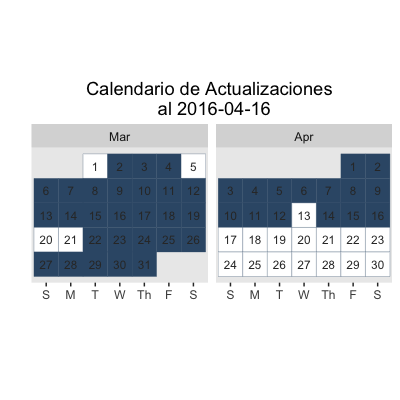 Calendario de Actualizaciones
al 2016-04-16
Mar
1 2 3 4 5
6 7 8 9 10 11 12
13 14 15 16 17 18 19
20 21 22 23 24 25 26
27 28 29 30 31
S M T W Th F S
Apr
1 2
3 4 5 6 7 8 9
10 11 12 13 14 15 16
17 18 19 20 21 22 23
24 25 26 27 28 29 30
S M T W Th F S